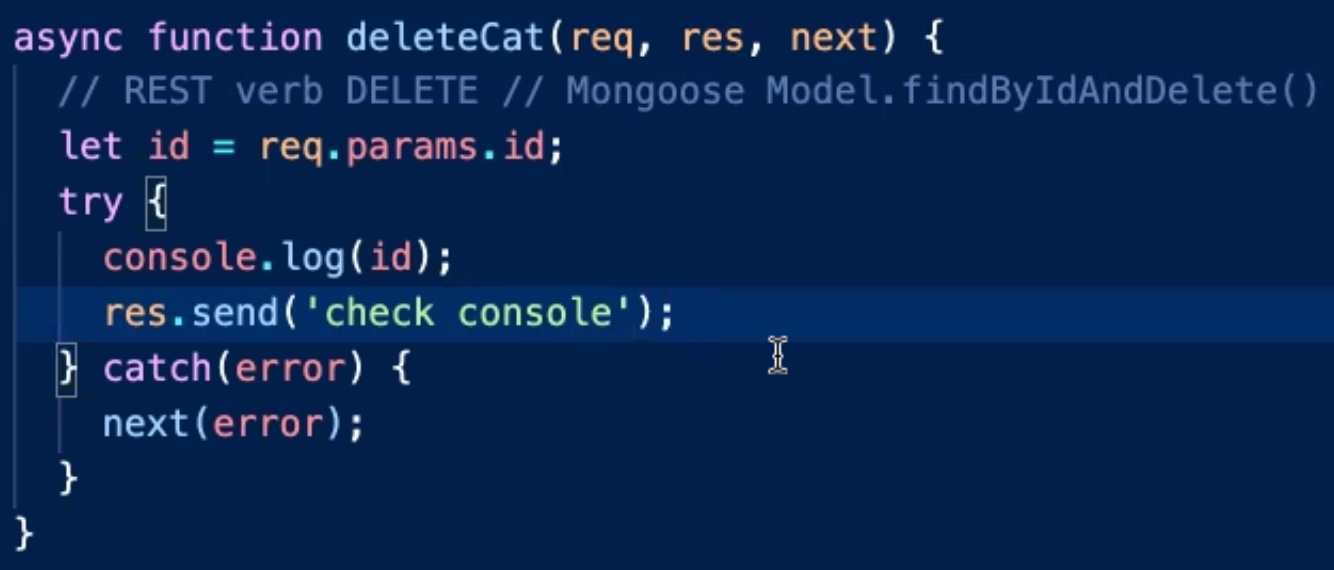 async function deleteCat(req, res, next) {
  // REST verb DELETE // Mongoose Model.findByIdAndDelete()
  let id = req.params.id;
  try {
    console.log(id);
    res.send('check console');
  } catch(error) {
    next(error);
  }
}